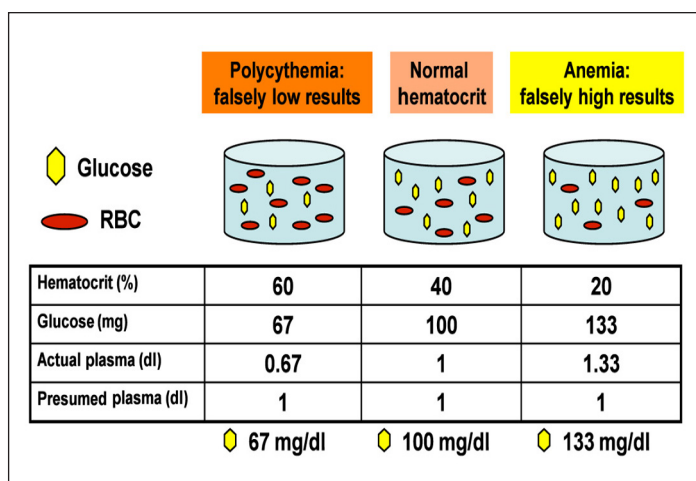 Polycythemia:
falsely low results
Normal
hematocrit
Anemia:
falsely high results
Glucose
RBC
Hematocrit (%) 60 40 20
Glucose (mg) 67 100 133
Actual plasma (dl) 0.67 1 1.33
Presumed plasma (dl) 1 1 1
67 mg/dl 100 mg/dl 133 mg/dl